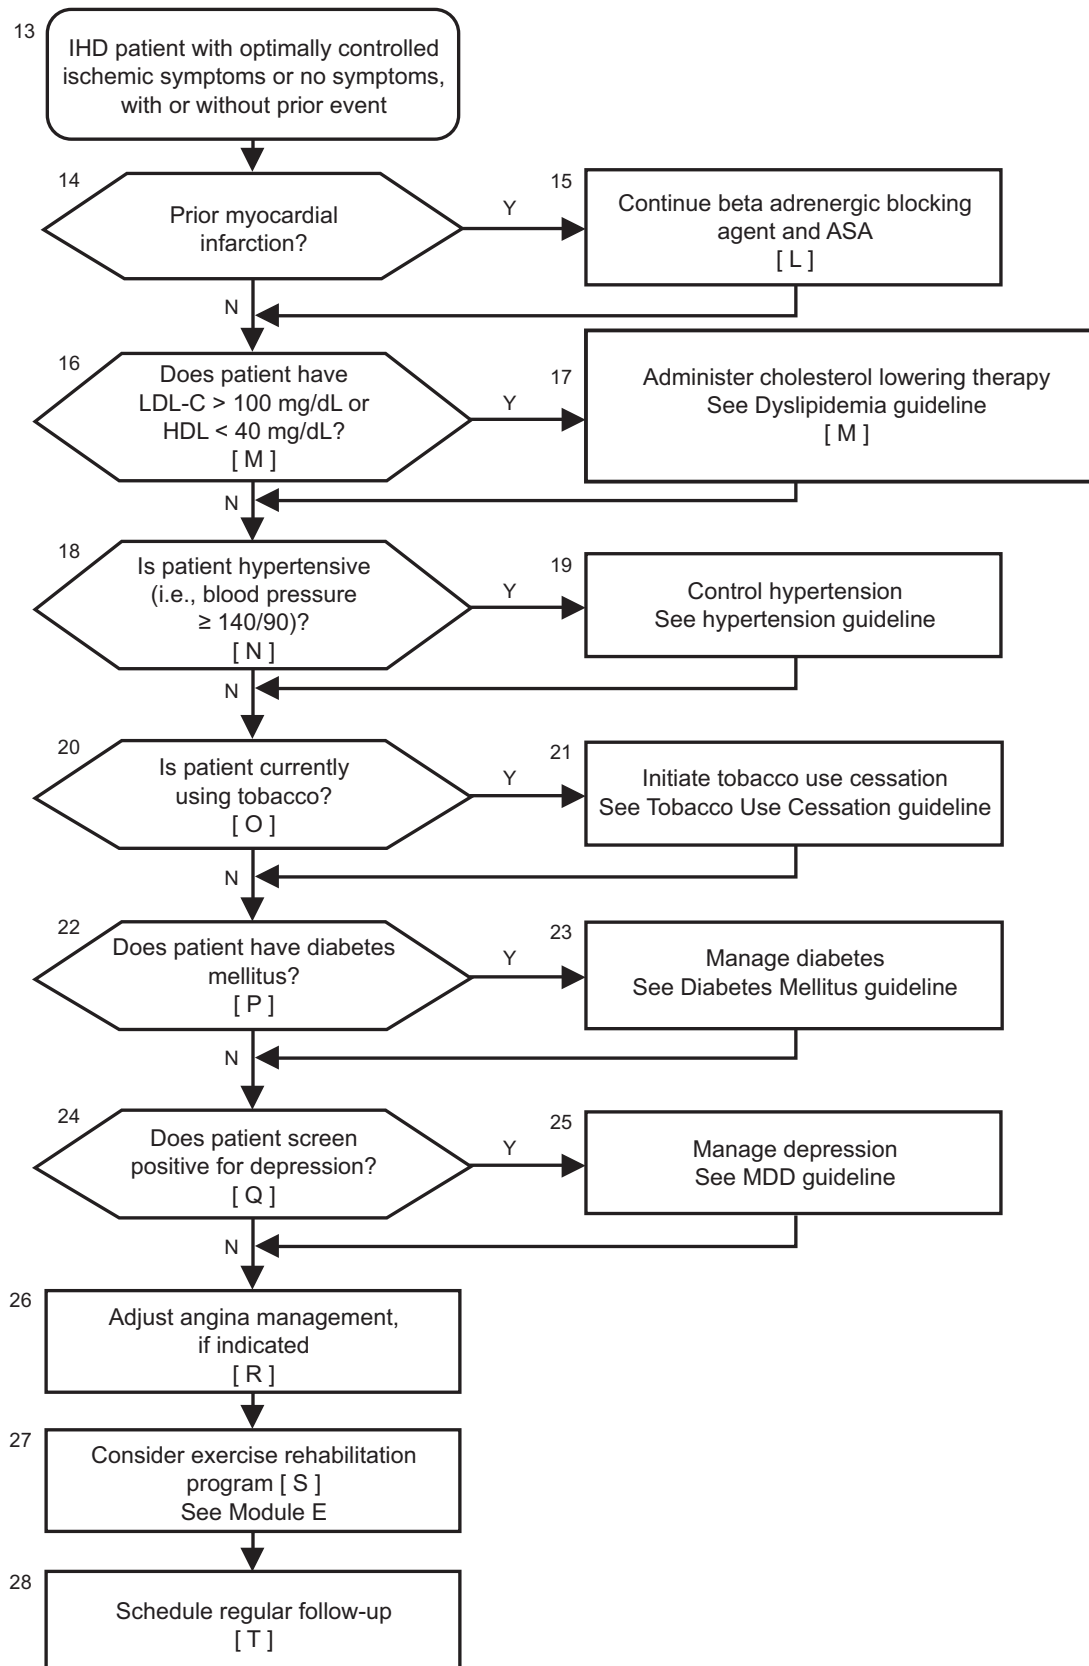 13
IHD patient with optimally controlled
ischemic symptoms or no symptoms,
with or without prior event
14
Prior myocardial
infarction?
Y
15
Continue beta adrenergic blocking
agent and ASA
[ L ]
N
16
Does patient have
LDL-C > 100 mg/dL or
HDL < 40 mg/dL?
[ M ]
Y
17
Administer cholesterol lowering therapy
See Dyslipidemia guideline
[ M ]
N
18
Is patient hypertensive
(i.e., blood pressure
≥ 140/90)?
[ N ]
Y
19
Control hypertension
See hypertension guideline
N
20
Is patient currently
using tobacco?
[ O ]
Y
21
Initiate tobacco use cessation
See Tobacco Use Cessation guideline
N
22
Does patient have diabetes
mellitus?
[ P ]
Y
23
Manage diabetes
See Diabetes Mellitus guideline
N
24
Does patient screen
positive for depression?
[ Q ]
Y
25
Manage depression
See MDD guideline
N
26
Adjust angina management,
if indicated
[ R ]
27
Consider exercise rehabilitation
program [ S ]
See Module E
28
Schedule regular follow-up
[ T ]